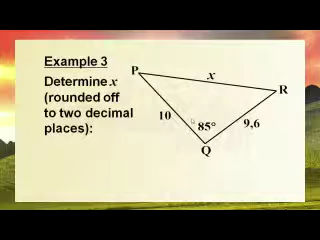 Example 3
Determine x
(rounded off
to two decimal
places):
P
x
R
10
85°
9,6
Q